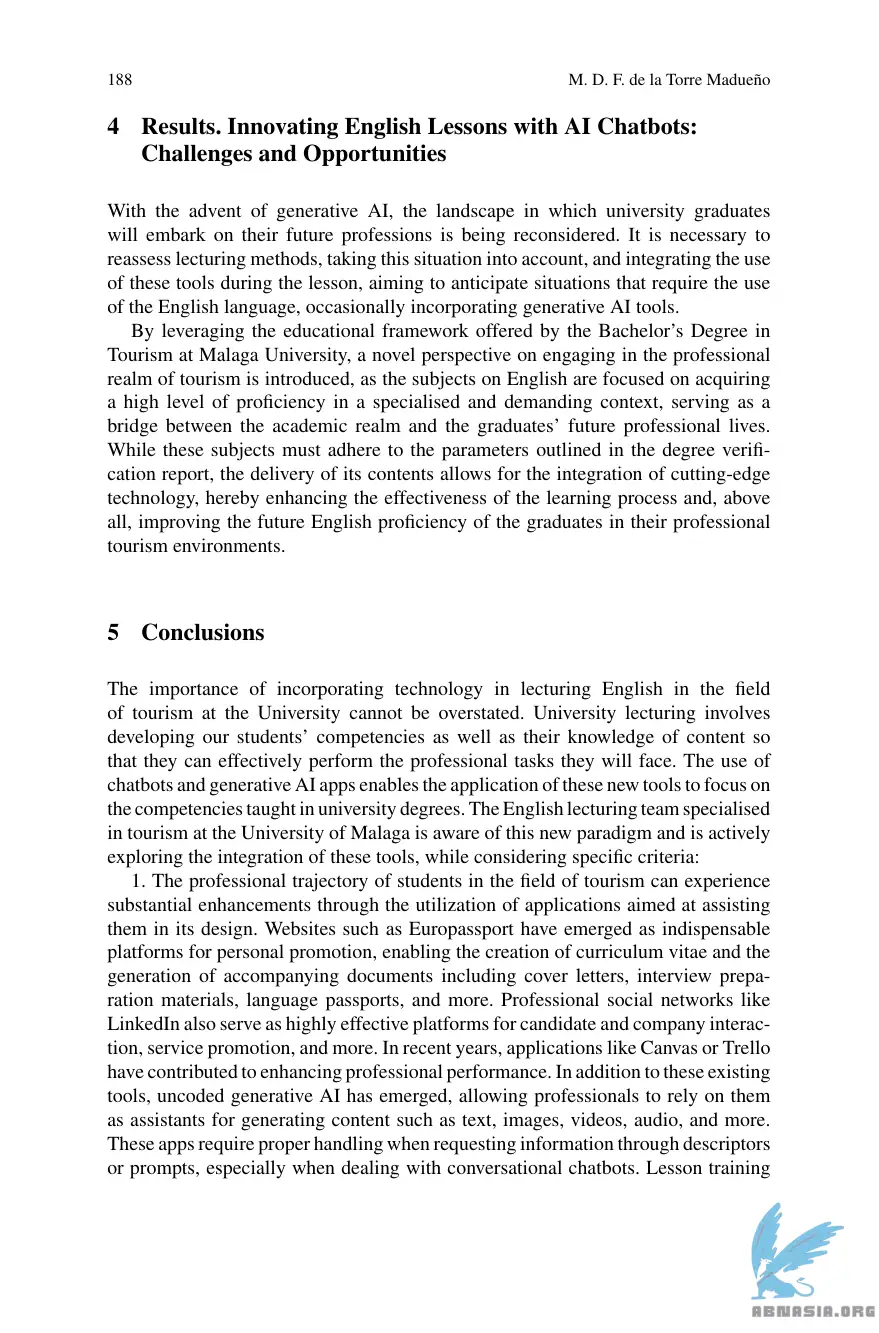 188
M. D. F. de la Torre Madueño
4 Results. Innovating English Lessons with AI Chatbots:
Challenges and Opportunities
With the advent of generative AI, the landscape in which university graduates
will embark on their future professions is being reconsidered. It is necessary to
reassess lecturing methods, taking this situation into account, and integrating the use
of these tools during the lesson, aiming to anticipate situations that require the use
of the English language, occasionally incorporating generative AI tools.
By leveraging the educational framework offered by the Bachelor’s Degree in
Tourism at Malaga University, a novel perspective on engaging in the professional
realm of tourism is introduced, as the subjects on English are focused on acquiring
a high level of proficiency in a specialised and demanding context, serving as a
bridge between the academic realm and the graduates’ future professional lives.
While these subjects must adhere to the parameters outlined in the degree verifi-
cation report, the delivery of its contents allows for the integration of cutting-edge
technology, hereby enhancing the effectiveness of the learning process and, above
all, improving the future English proficiency of the graduates in their professional
tourism environments.
5 Conclusions
The importance of incorporating technology in lecturing English in the field
of tourism at the University cannot be overstated. University lecturing involves
developing our students’ competencies as well as their knowledge of content so
that they can effectively perform the professional tasks they will face. The use of
chatbots and generative AI apps enables the application of these new tools to focus on
the competencies taught in university degrees. The English lecturing team specialised
in tourism at the University of Malaga is aware of this new paradigm and is actively
exploring the integration of these tools, while considering specific criteria:
1. The professional trajectory of students in the field of tourism can experience
substantial enhancements through the utilization of applications aimed at assisting
them in its design. Websites such as Europassport have emerged as indispensable
platforms for personal promotion, enabling the creation of curriculum vitae and the
generation of accompanying documents including cover letters, interview prepa-
ration materials, language passports, and more. Professional social networks like
LinkedIn also serve as highly effective platforms for candidate and company interac-
tion, service promotion, and more. In recent years, applications like Canvas or Trello
have contributed to enhancing professional performance. In addition to these existing
tools, uncoded generative AI has emerged, allowing professionals to rely on them
as assistants for generating content such as text, images, videos, audio, and more.
These apps require proper handling when requesting information through descriptors
or prompts, especially when dealing with conversational chatbots. Lesson training
ABNASIA.ORG